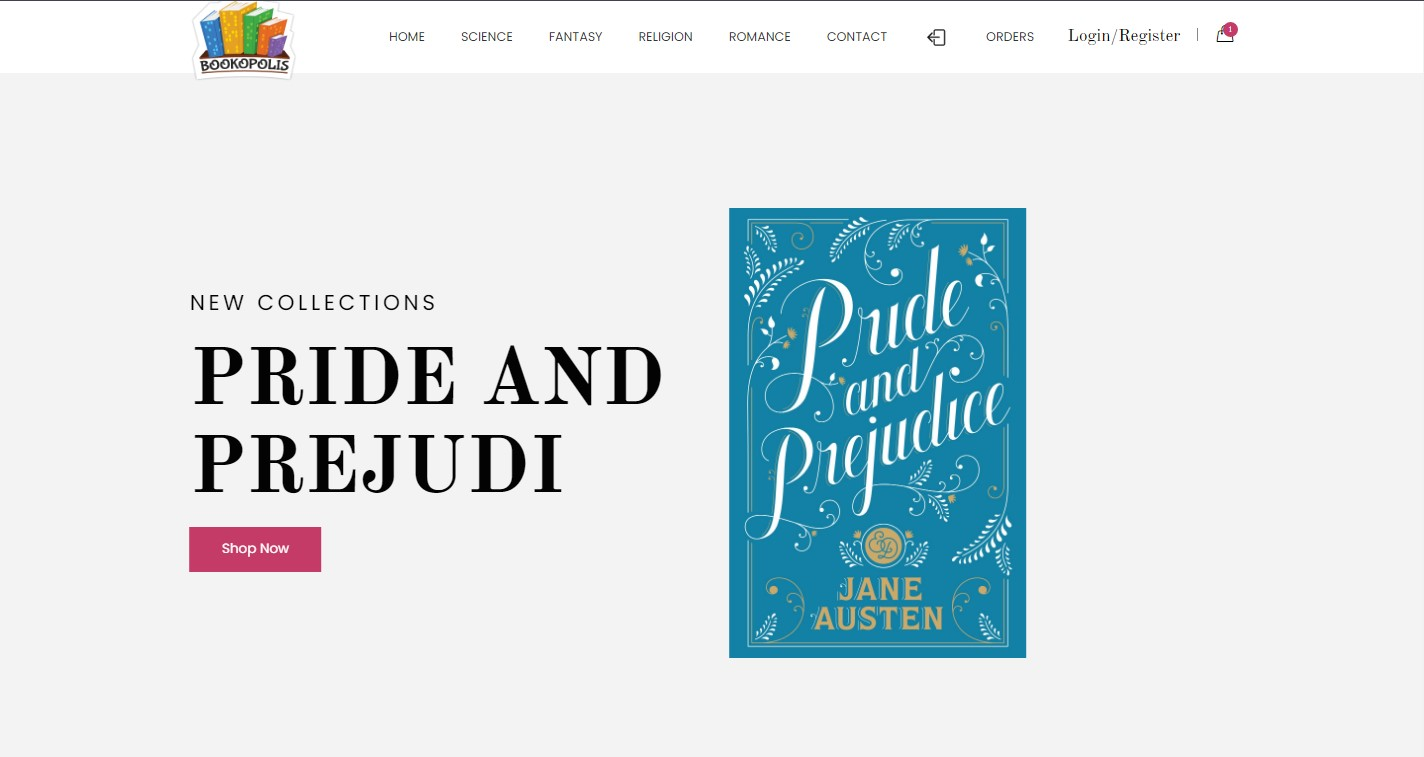 BOOKOPOLIS
HOME SCIENCE FANTASY RELIGION ROMANCE CONTACT ORDERS Login/Register 1
NEW COLLECTIONS
PRIDE AND
PREJUDI
Shop Now
Pride
and
Prejudice
JANE
AUSTEN